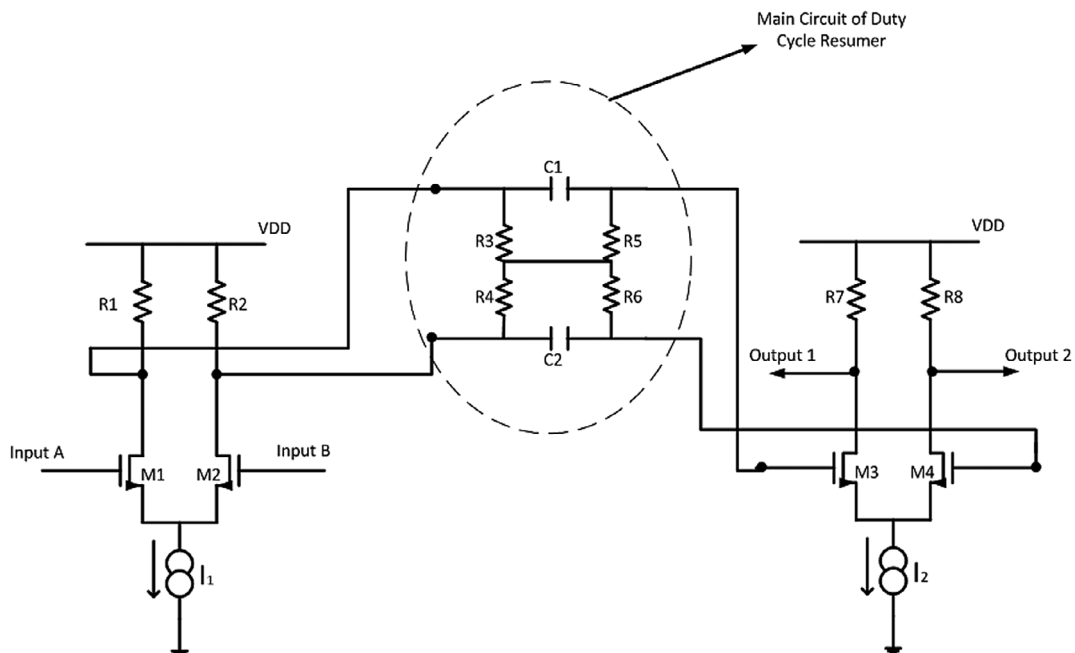 Main Circuit of Duty
Cycle Resumer
C1
VDD
R3
R5
VDD
R1
R2
R4
R6
R7
R8
C2
Output 1
Output 2
Input A
Input B
M1
M2
M3
M4
I1
I2